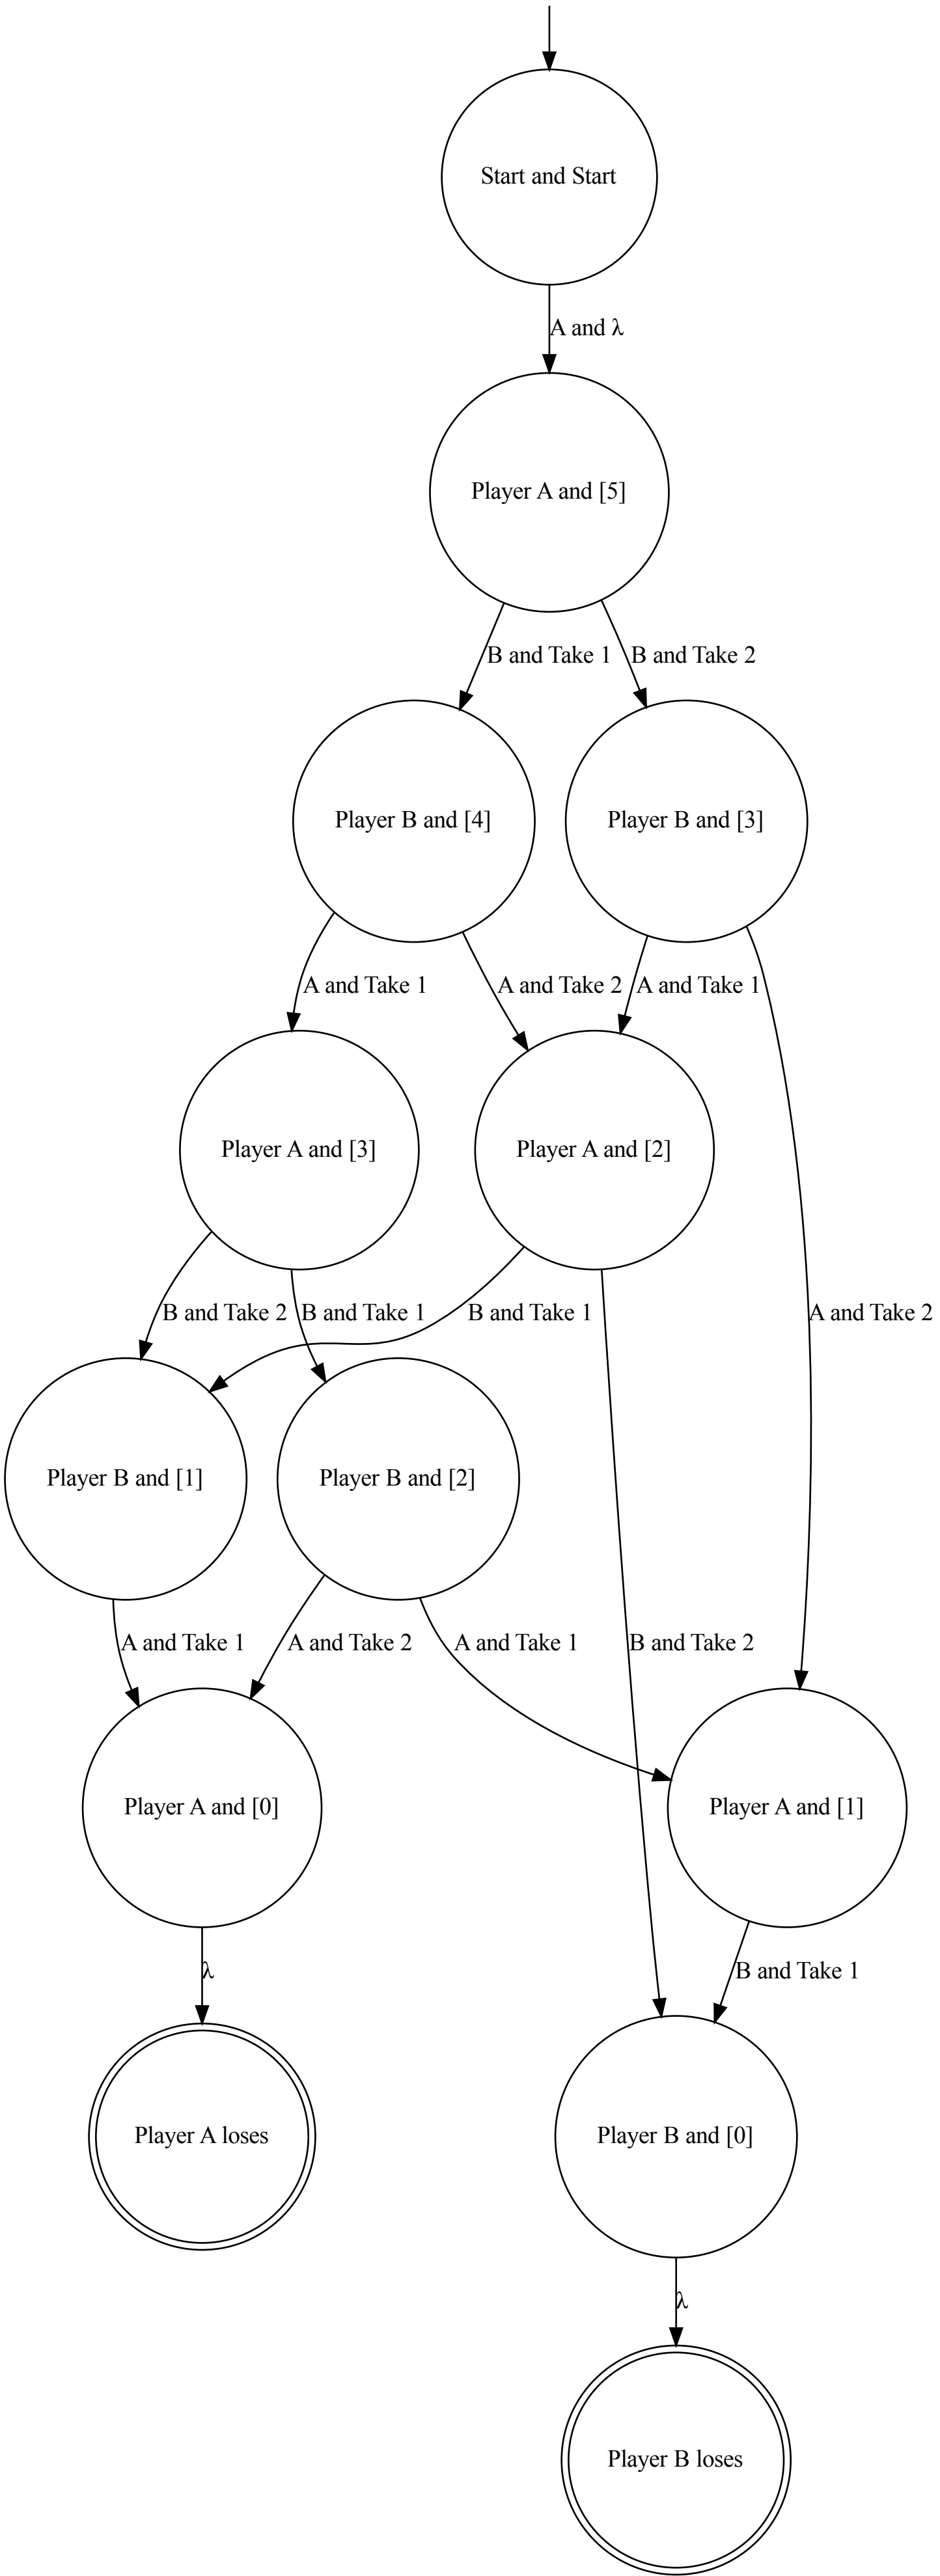 Start and Start
A and λ
Player A and [5]
B and Take 1
B and Take 2
Player B and [4]
Player B and [3]
A and Take 1
A and Take 2
A and Take 1
Player A and [3]
Player A and [2]
B and Take 2
B and Take 1
B and Take 1
A and Take 2
Player B and [1]
Player B and [2]
A and Take 1
A and Take 2
A and Take 1
B and Take 2
Player A and [0]
Player A and [1]
λ
B and Take 1
Player A loses
Player B and [0]
λ
Player B loses